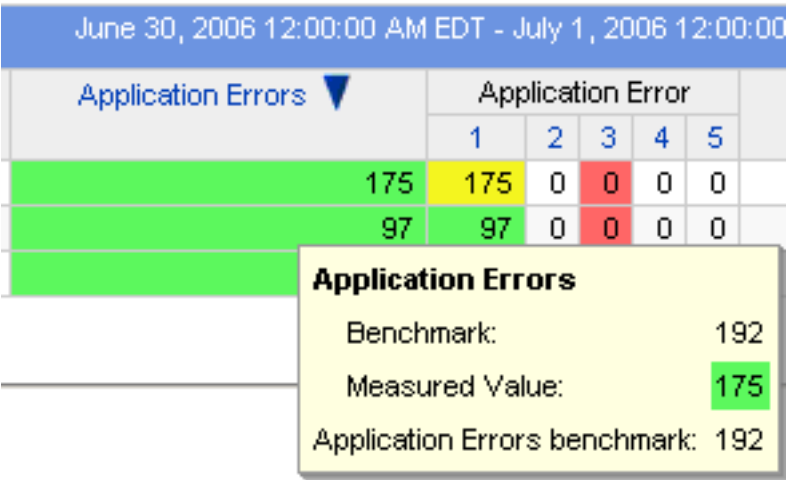 June 30, 2006 12:00:00 AM EDT - July 1, 2006 12:00:00
Application Errors Application Error
1 2 3 4 5
175 175 0 0 0 0
97 97 0 0 0 0
Application Errors
Benchmark: 192
Measured Value: 175
Application Errors benchmark: 192